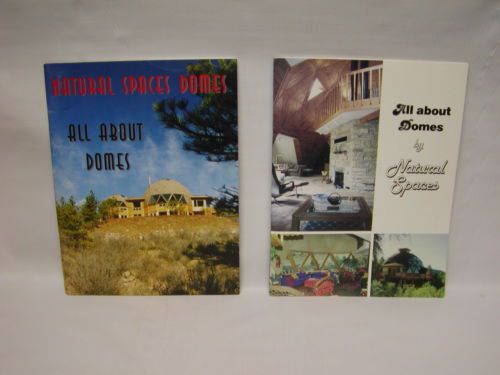 NATURAL SPACES DOMES
ALL ABOUT
DOMES
All about
Domes
by
Natural
Spaces